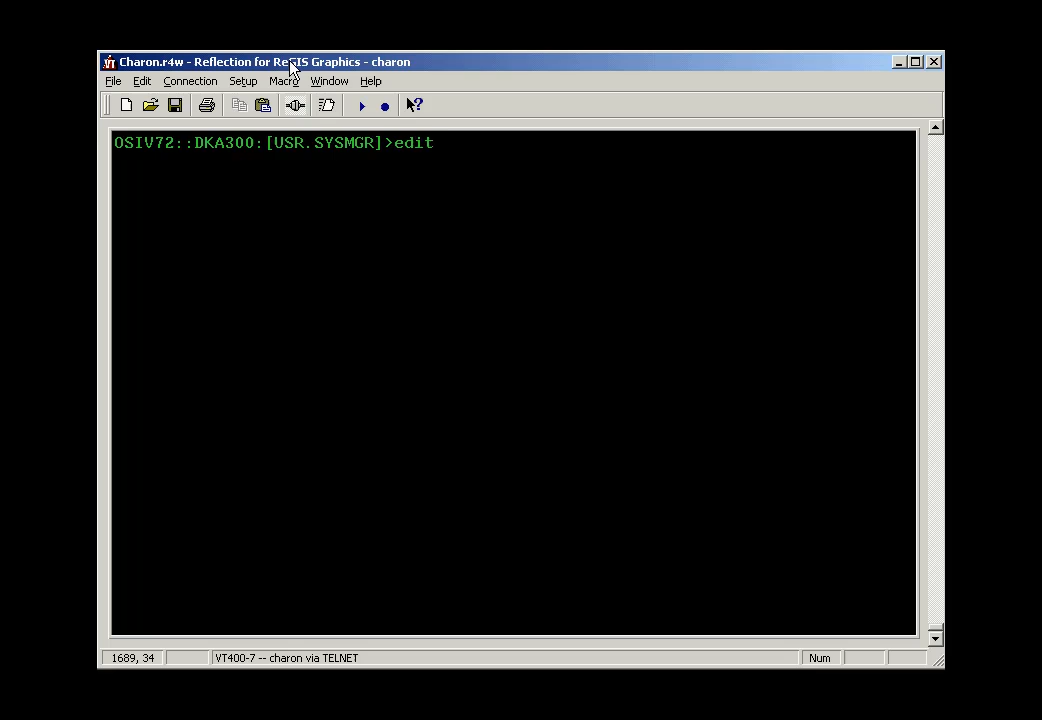 Charon.r4w - Reflection for ReGIS Graphics - charon
File Edit Connection Setup Macro Window Help
OSIV72::DKA300:[USR.SYSMGR]>edit
1689, 34 VT400-7 -- charon via TELNET Num